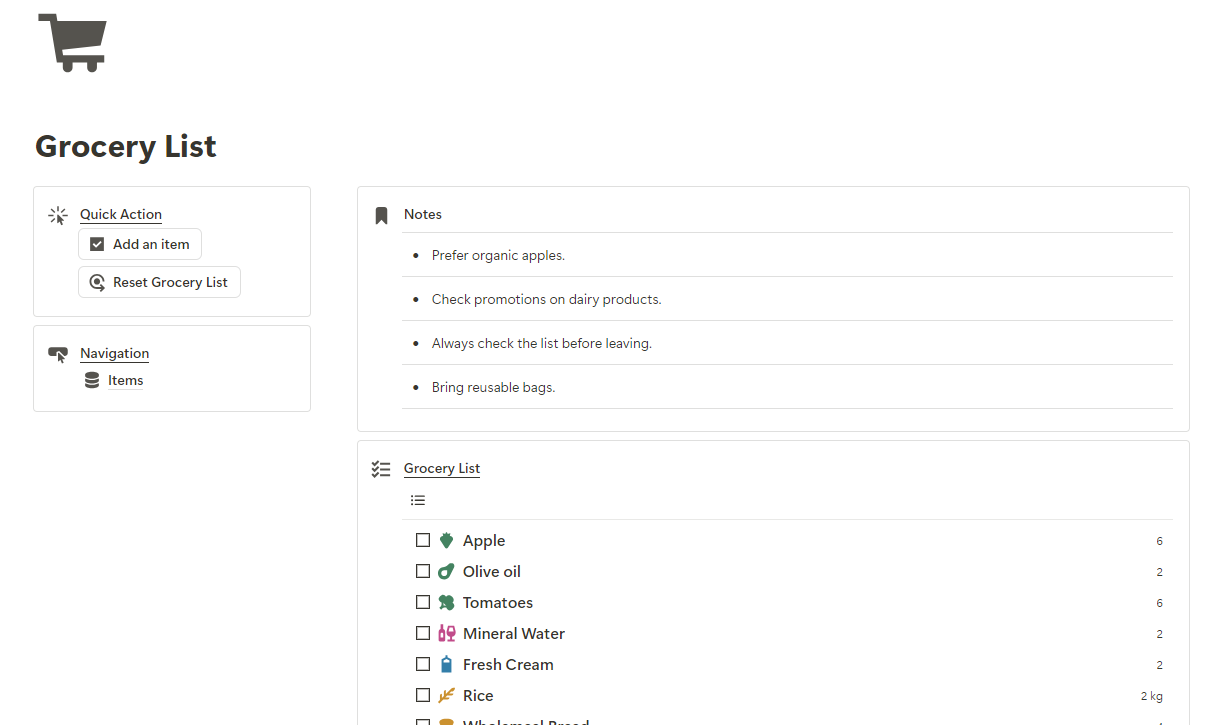 Grocery List
Quick Action
Add an item
Reset Grocery List
Navigation
Items
Notes
• Prefer organic apples.
• Check promotions on dairy products.
• Always check the list before leaving.
• Bring reusable bags.
Grocery List
Apple 6
Olive oil 2
Tomatoes 6
Mineral Water 2
Fresh Cream 2
Rice 2 kg
Wholemeal Bread